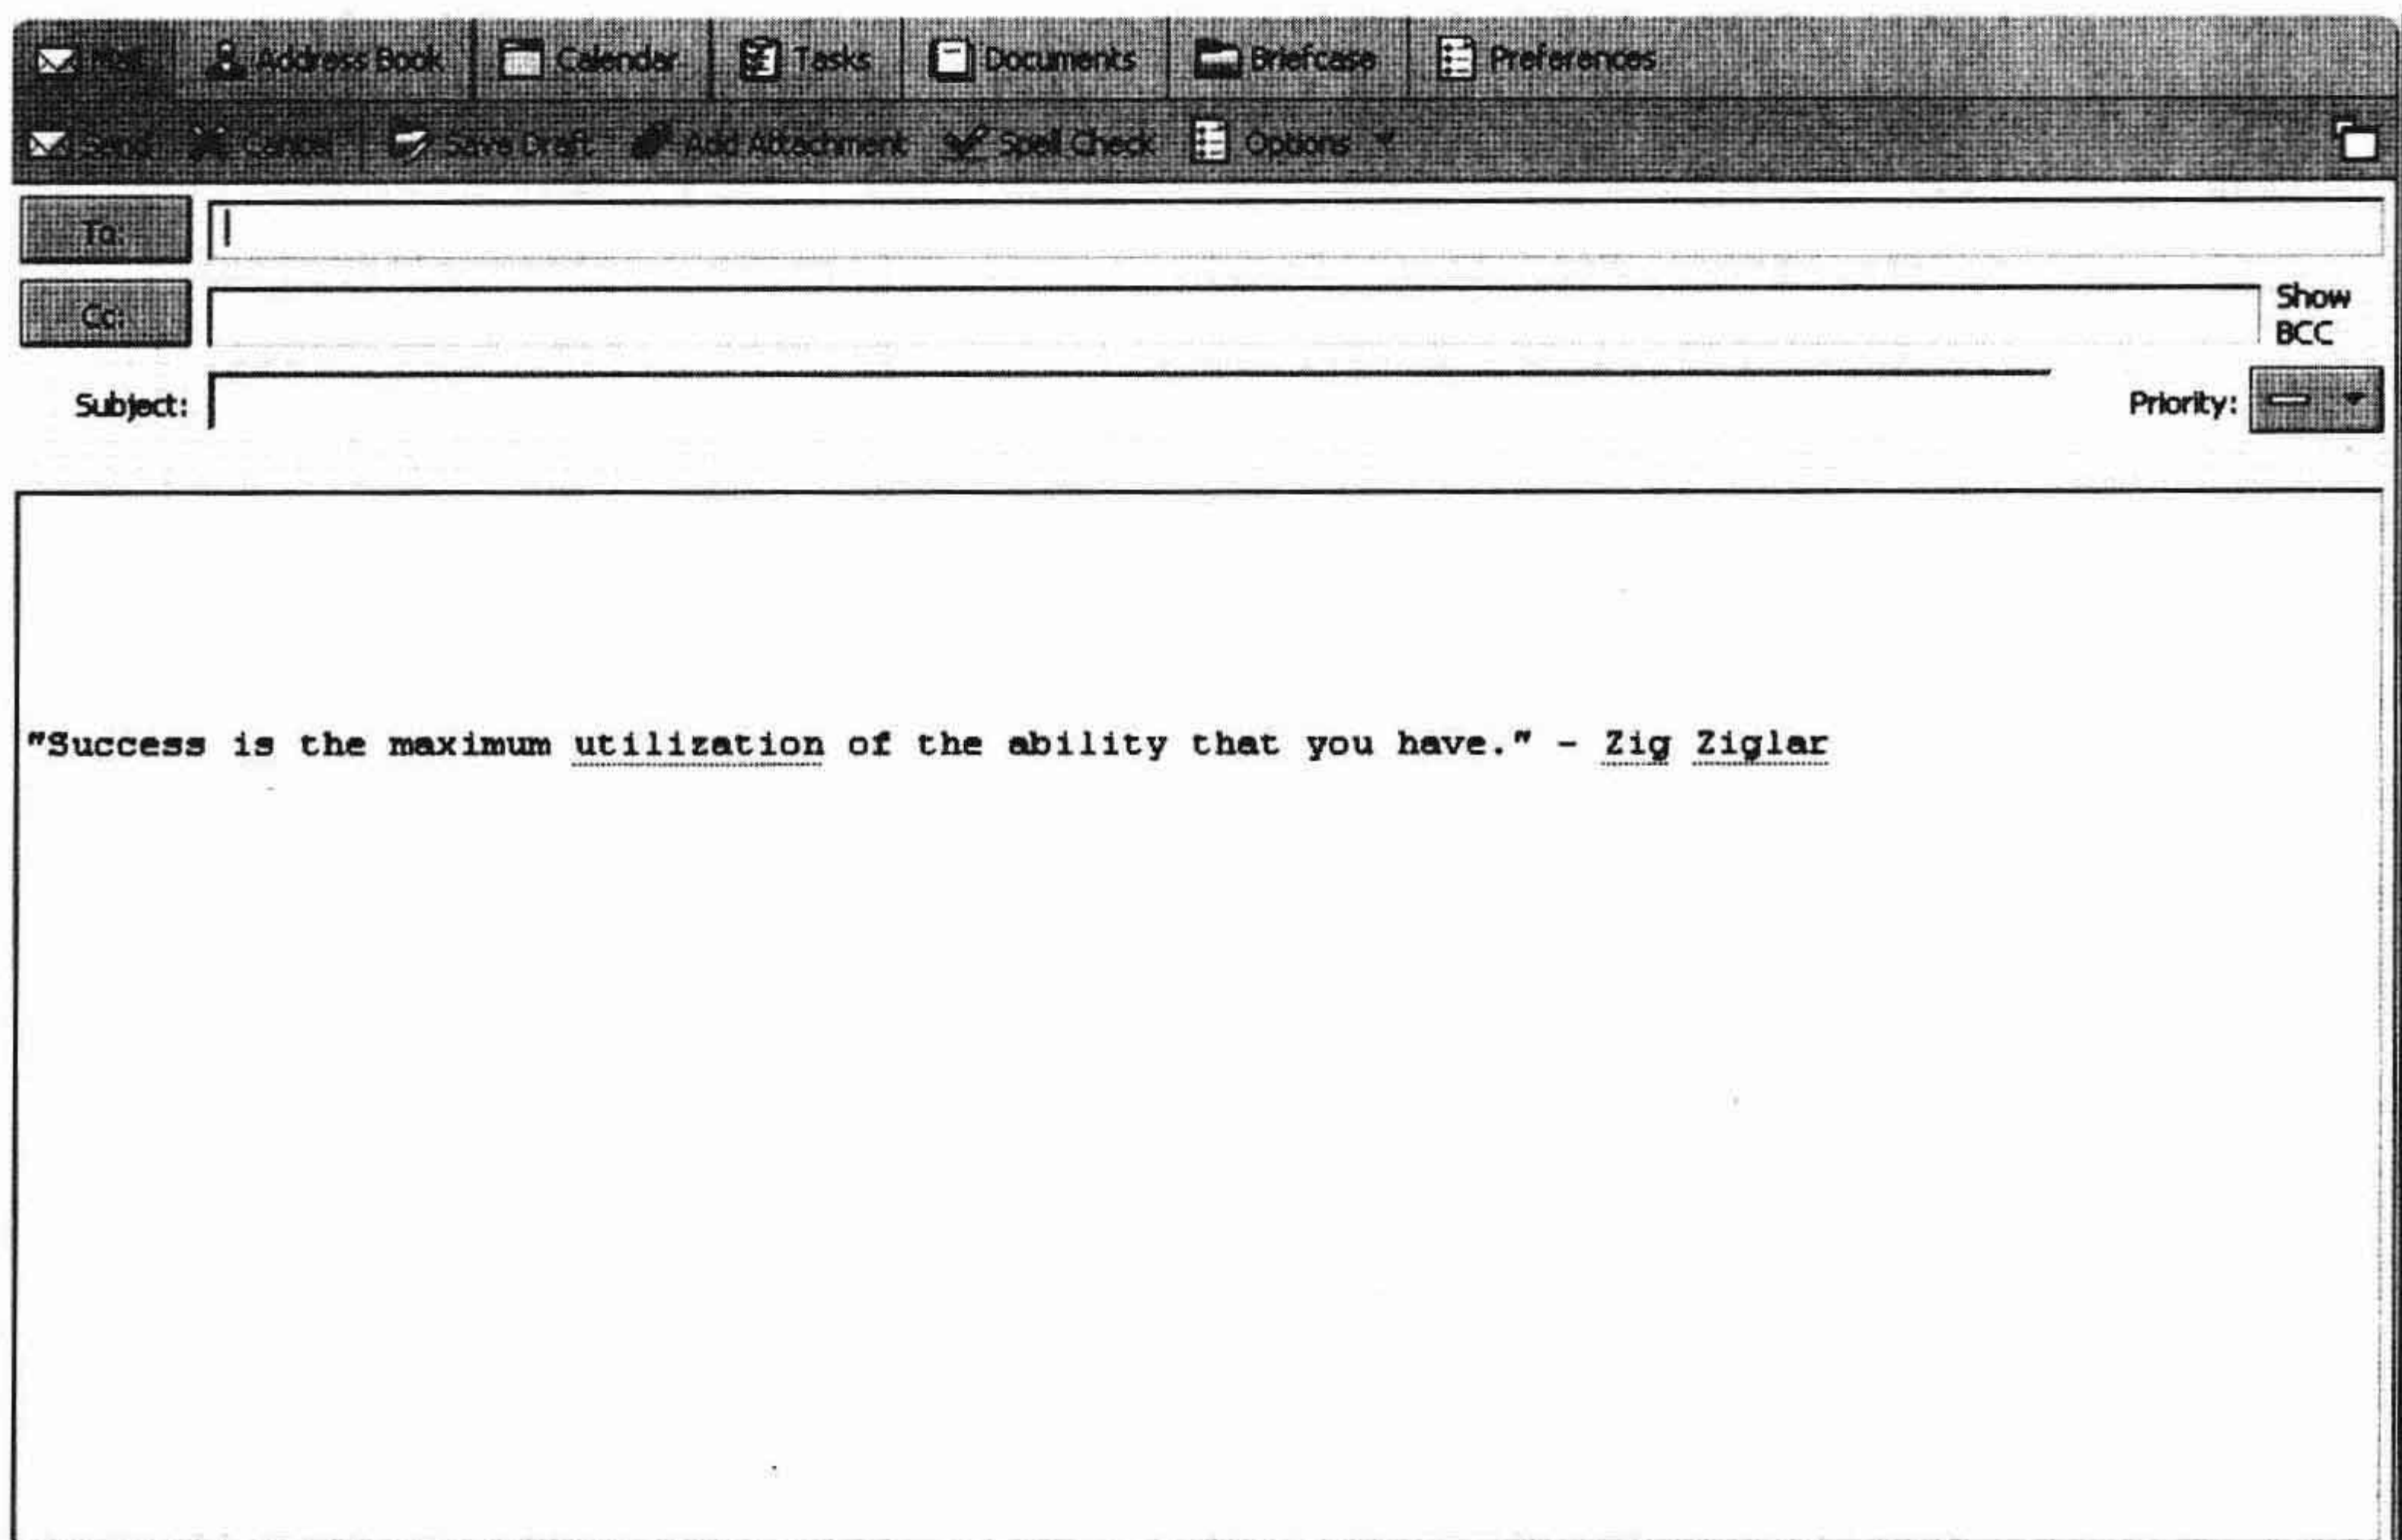 Mail Address Book Calendar Tasks Documents Briefcase Preferences
Send Cancel Save Draft Add Attachment Spell Check Options
To:
Cc: Show
BCC
Subject: Priority:
"Success is the maximum utilization of the ability that you have." - Zig Ziglar